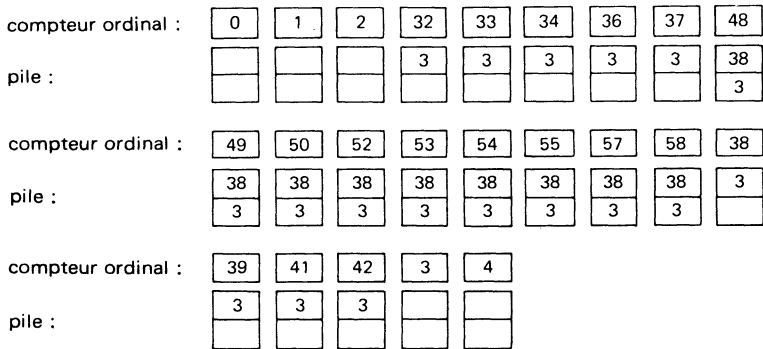 compteur ordinal : 0 1 2 32 33 34 36 37 48
pile : 3 3 3 3 3 38
3
compteur ordinal : 49 50 52 53 54 55 57 58 38
pile : 38 38 38 38 38 38 38 38 3
3 3 3 3 3 3 3 3
compteur ordinal : 39 41 42 3 4
pile : 3 3 3